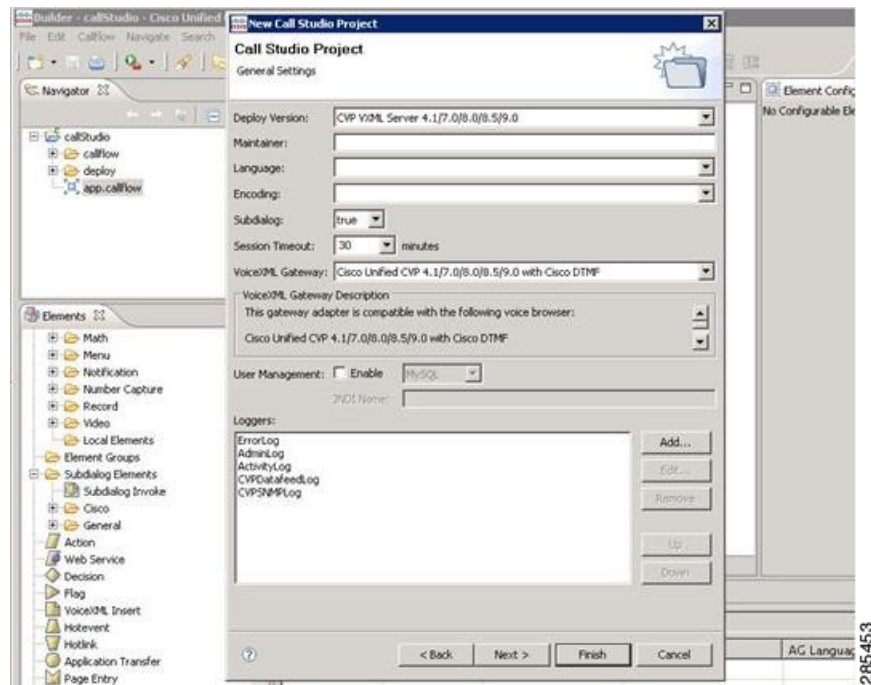 Builder - callStudio - Cisco Unified
File Edit Callflow Navigate Search
Navigator
callStudio
callflow
deploy
app.callflow
Elements
Math
Menu
Notification
Number Capture
Record
Video
Local Elements
Element Groups
Subdialog Elements
Subdialog Invoke
Cisco
General
Action
Web Service
Decision
Flag
VoiceXML Insert
Hotevent
Hotlink
Application Transfer
Page Entry
New Call Studio Project
Call Studio Project
General Settings
Deploy Version: CVP VXML Server 4.1/7.0/8.0/8.5/9.0
Maintainer:
Language:
Encoding:
Subdialog: true
Session Timeout: 30 minutes
VoiceXML Gateway: Cisco Unified CVP 4.1/7.0/8.0/8.5/9.0 with Cisco DTMF
VoiceXML Gateway Description
This gateway adapter is compatible with the following voice browser:
Cisco Unified CVP 4.1/7.0/8.0/8.5/9.0 with Cisco DTMF
User Management: Enable MySQL
JNDI Name:
Loggers:
ErrorLog
AdminLog
ActivityLog
CVPDatafeedLog
CVPSNMPLog
Add...
Edit...
Remove
Up
Down
< Back Next > Finish Cancel
Element Config
No Configurable Ele
AG Languag
285453